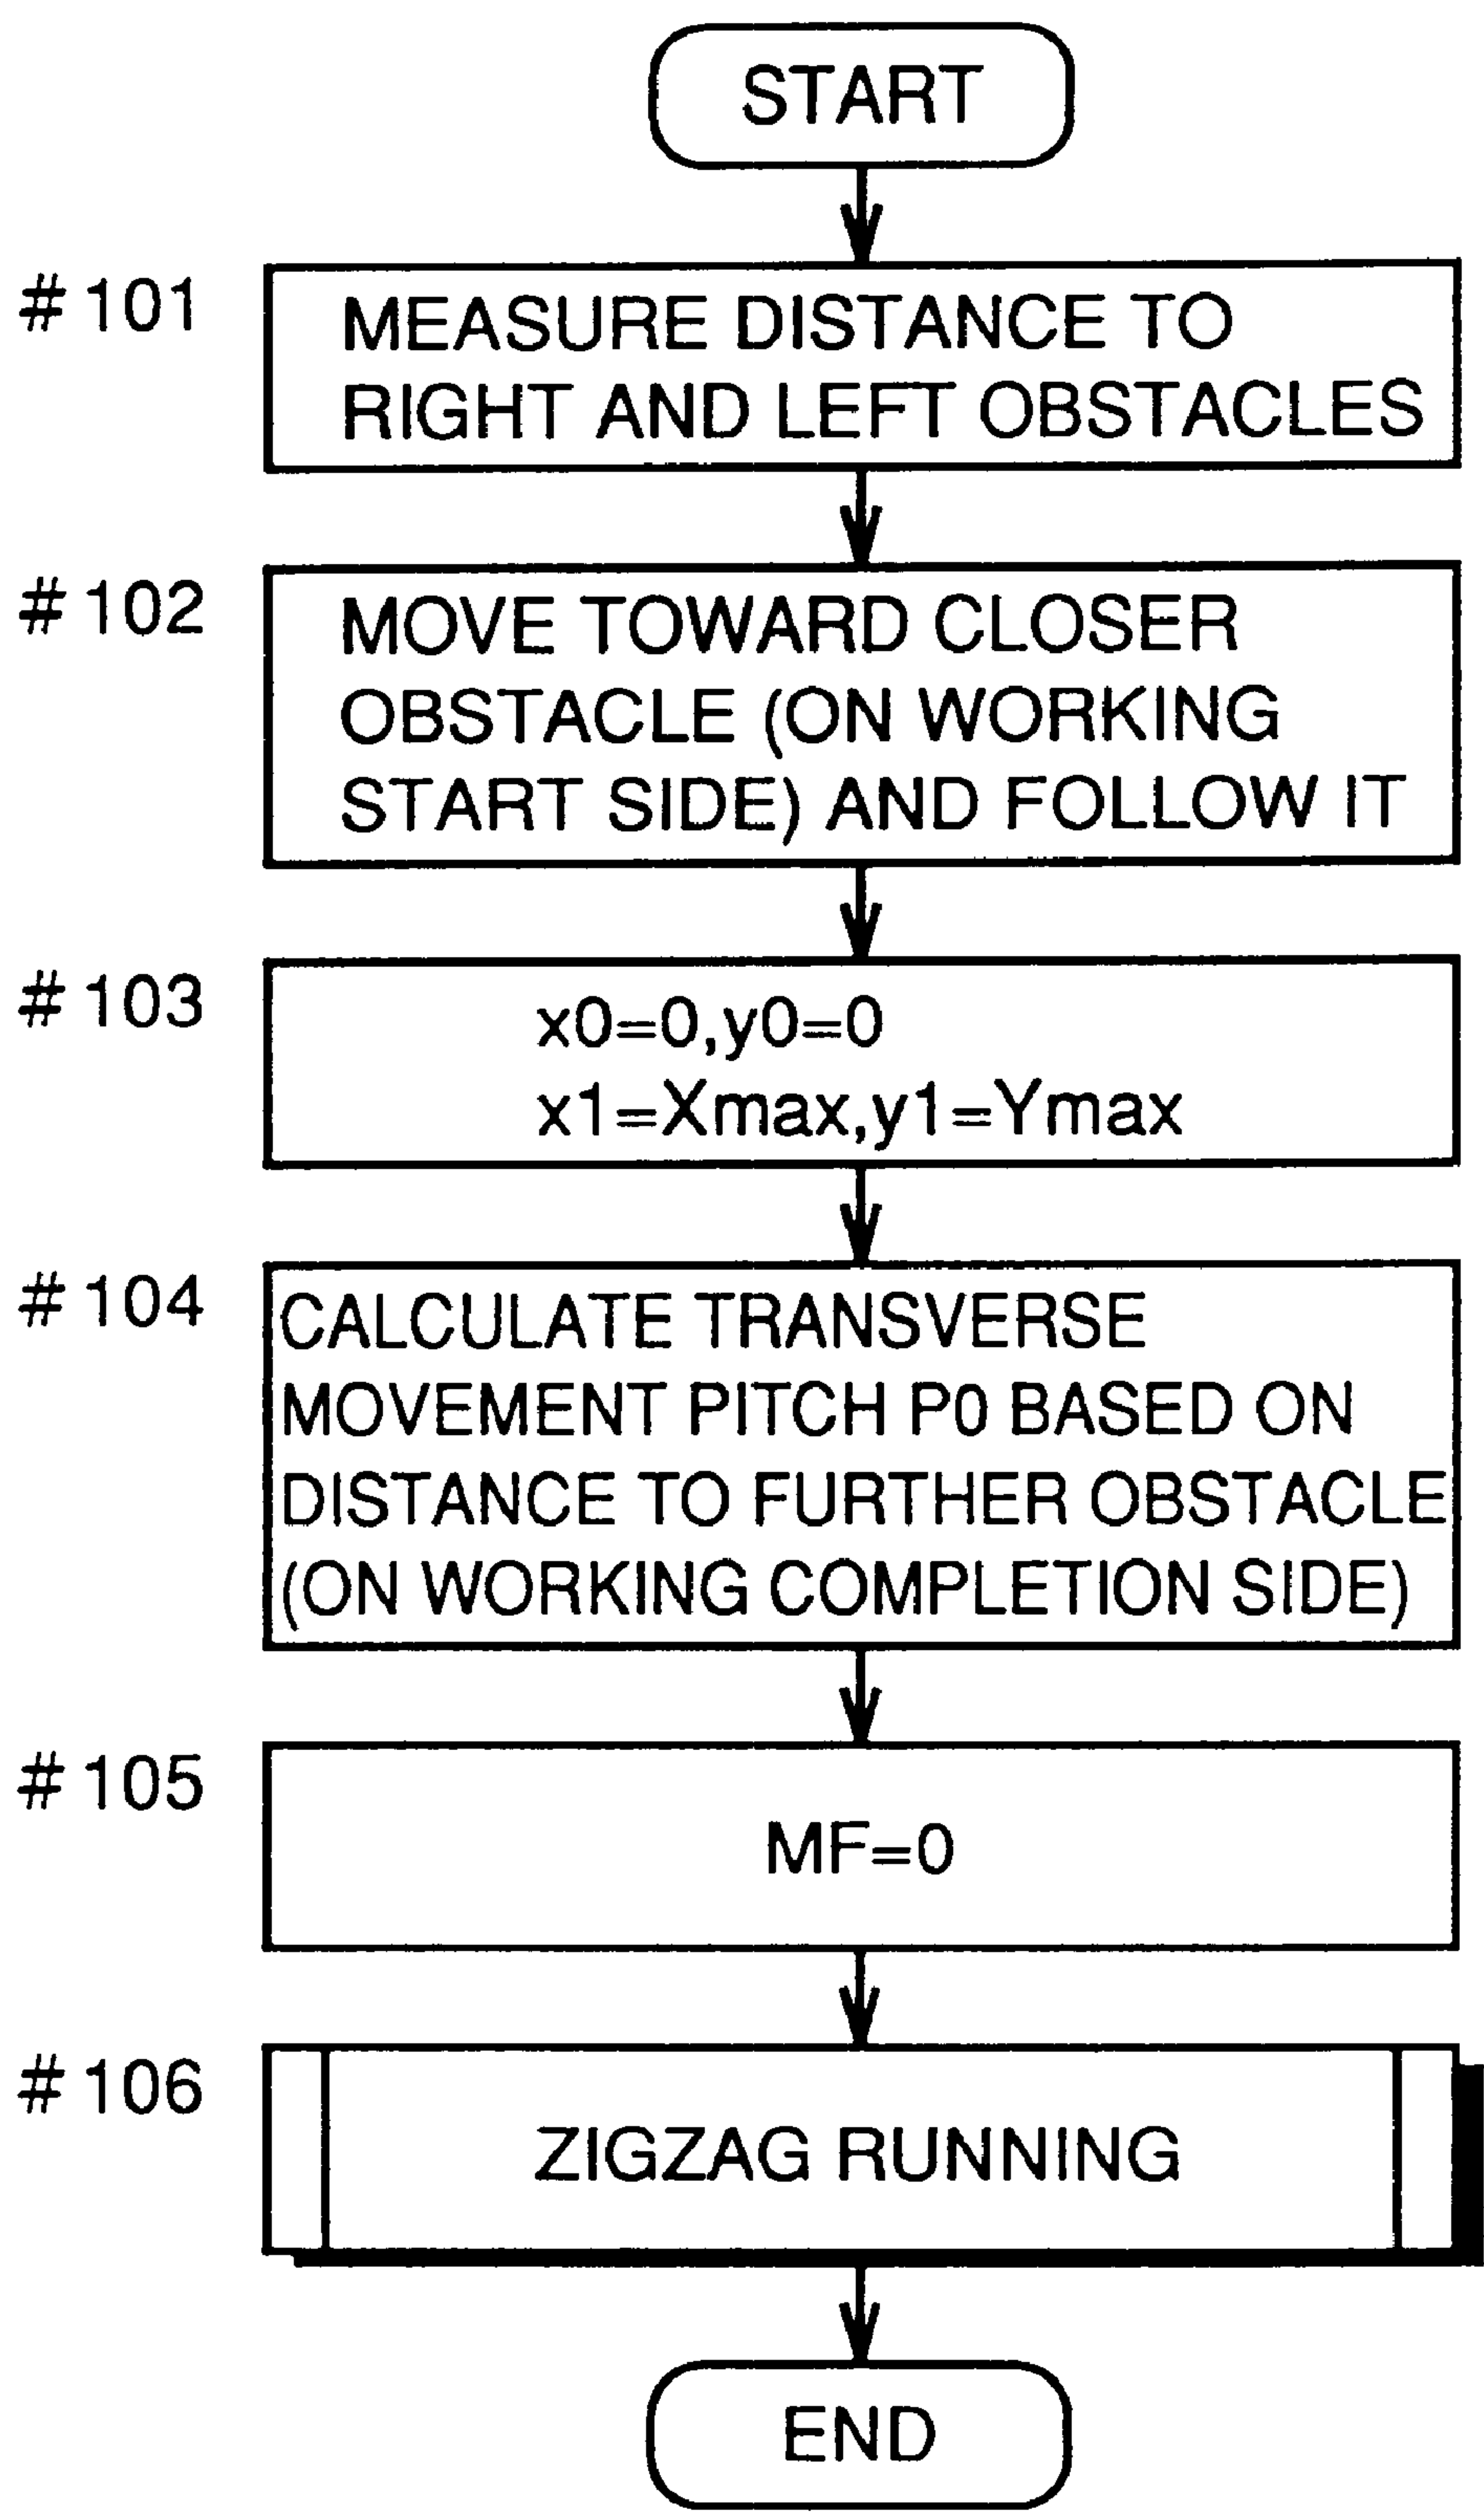 START
#101
MEASURE DISTANCE TO
RIGHT AND LEFT OBSTACLES
#102
MOVE TOWARD CLOSER
OBSTACLE (ON WORKING
START SIDE) AND FOLLOW IT
#103
x0=0,y0=0
x1=Xmax,y1=Ymax
#104
CALCULATE TRANSVERSE
MOVEMENT PITCH P0 BASED ON
DISTANCE TO FURTHER OBSTACLE
(ON WORKING COMPLETION SIDE)
#105
MF=0
#106
ZIGZAG RUNNING
END